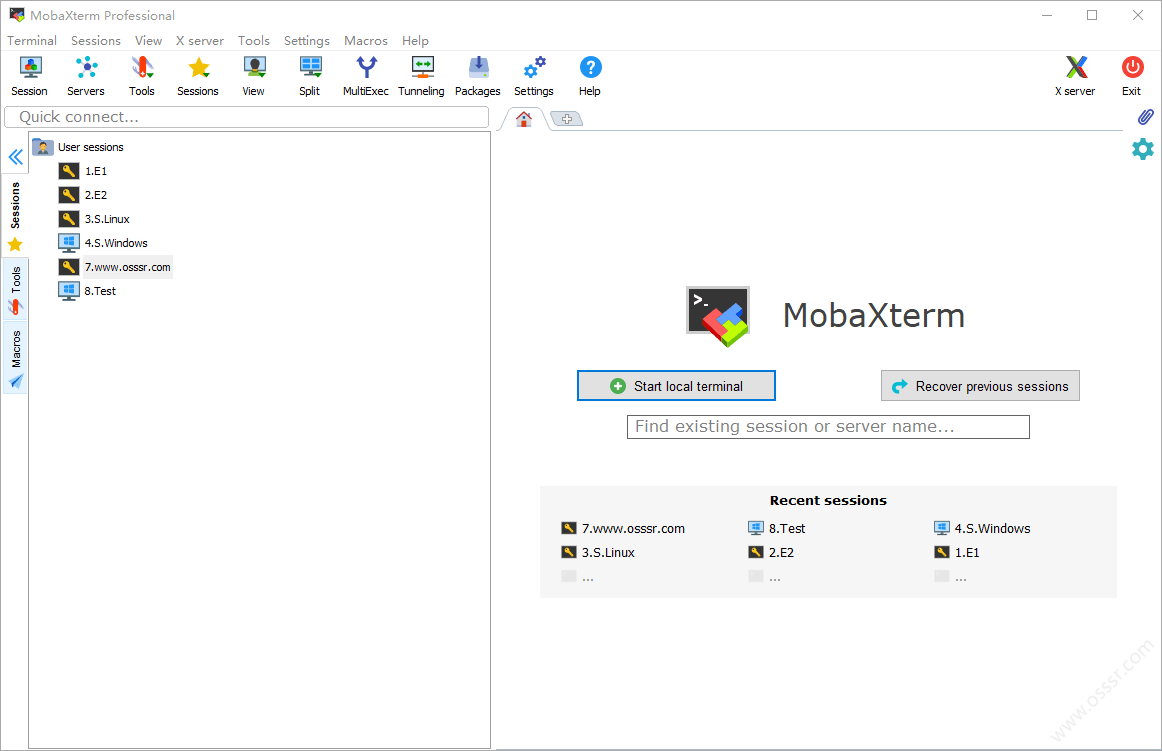 MobaXterm Professional
Terminal Sessions View X server Tools Settings Macros Help
Session Servers Tools Sessions View Split MultiExec Tunneling Packages Settings Help X server Exit
Quick connect...
Sessions
Tools
Macros
User sessions
1.E1
2.E2
3.S.Linux
4.S.Windows
7.www.osssr.com
8.Test
>_
MobaXterm
Start local terminal Recover previous sessions
Find existing session or server name...
Recent sessions
7.www.osssr.com 8.Test 4.S.Windows
3.S.Linux 2.E2 1.E1
... ... ...
www.osssr.com